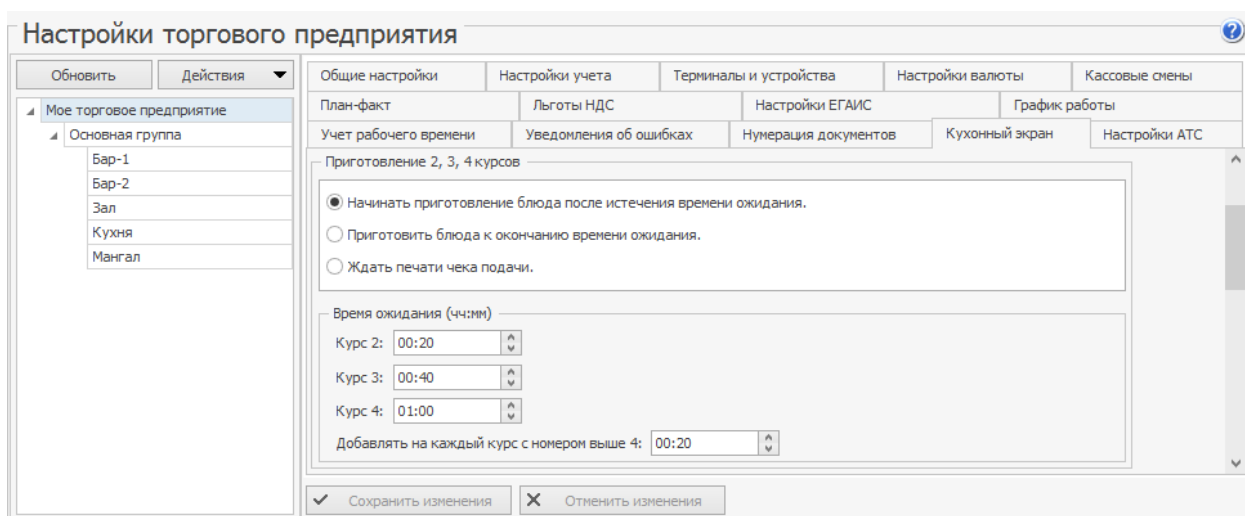 Настройки торгового предприятия
Обновить Действия
Мое торговое предприятие
Основная группа
Бар-1
Бар-2
Зал
Кухня
Мангал
Общие настройки Настройки учета Терминалы и устройства Настройки валюты Кассовые смены
План-факт Льготы НДС Настройки ЕГАИС График работы
Учет рабочего времени Уведомления об ошибках Нумерация документов Кухонный экран Настройки АТС
Приготовление 2, 3, 4 курсов
Начинать приготовление блюда после истечения времени ожидания.
Приготовить блюда к окончанию времени ожидания.
Ждать печати чека подачи.
Время ожидания (чч:мм)
Курс 2: 00:20
Курс 3: 00:40
Курс 4: 01:00
Добавлять на каждый курс с номером выше 4: 00:20
Сохранить изменения Отменить изменения